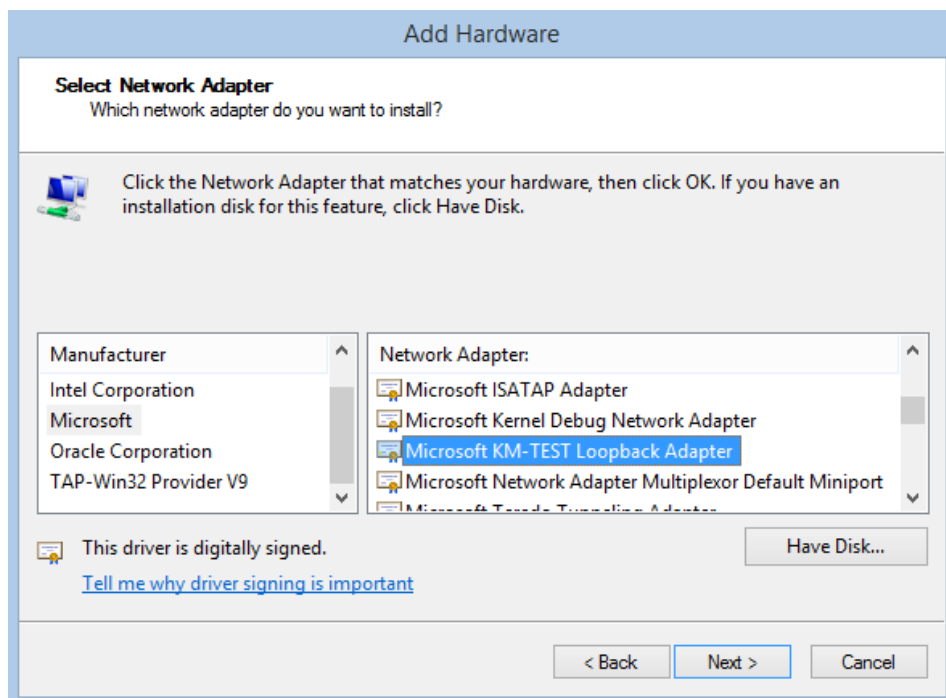 Add Hardware
Select Network Adapter
Which network adapter do you want to install?
Click the Network Adapter that matches your hardware, then click OK. If you have an
installation disk for this feature, click Have Disk.
Manufacturer
Intel Corporation
Microsoft
Oracle Corporation
TAP-Win32 Provider V9
Network Adapter:
Microsoft ISATAP Adapter
Microsoft Kernel Debug Network Adapter
Microsoft KM-TEST Loopback Adapter
Microsoft Network Adapter Multiplexor Default Miniport
Microsoft Teredo Tunneling Adapter
This driver is digitally signed.
Tell me why driver signing is important
Have Disk...
< Back
Next >
Cancel